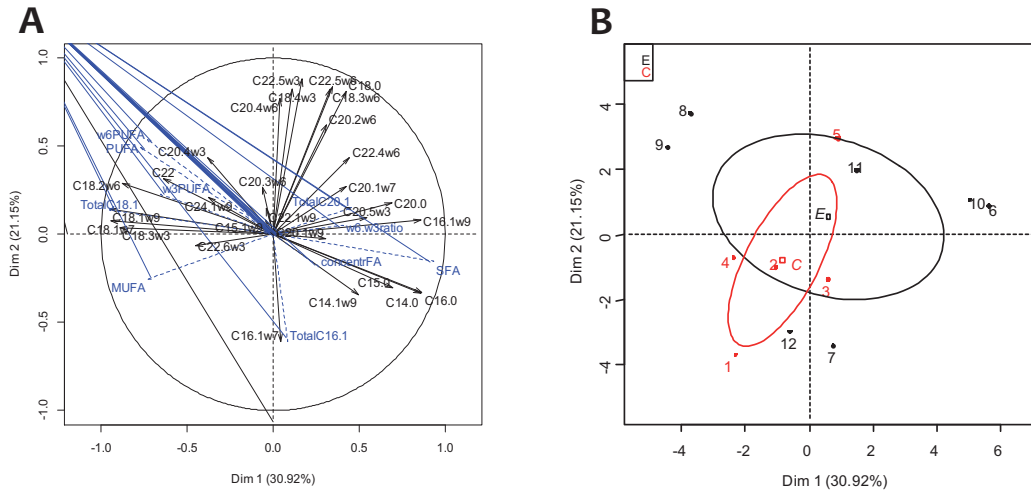 A
1.0
0.5
0.0
-0.5
-1.0
Dim 2 (21.15%)
-1.0
-0.5
0.0
0.5
1.0
Dim 1 (30.92%)
C22.5w3
C22.5w6
C18.0
C18.4w3
C18.3w6
C20.4w6
C20.2w6
w6PUFA
PUFA
C20.4w3
C22.4w6
C22
C18.2w6
w3PUFA
C20.3w6
C20.1w7
TotalC18.1
C24.1w9
TotalC20.1
C20.0
C22.1w9
C20.5w3
C18.1w9
C15.1w9
w6.w3ratio
C16.1w9
C18.1w7
C18.3w3
C20.1w9
C22.6w3
concentrFA
SFA
MUFA
C15.0
C14.1w9
C14.0
C16.0
C16.1w7
TotalC16.1
B
E
C
4
2
0
-2
-4
Dim 2 (21.15%)
-4
-2
0
2
4
6
Dim 1 (30.92%)
8
9
5
11
10
6
E
4
2
C
3
12
7
1